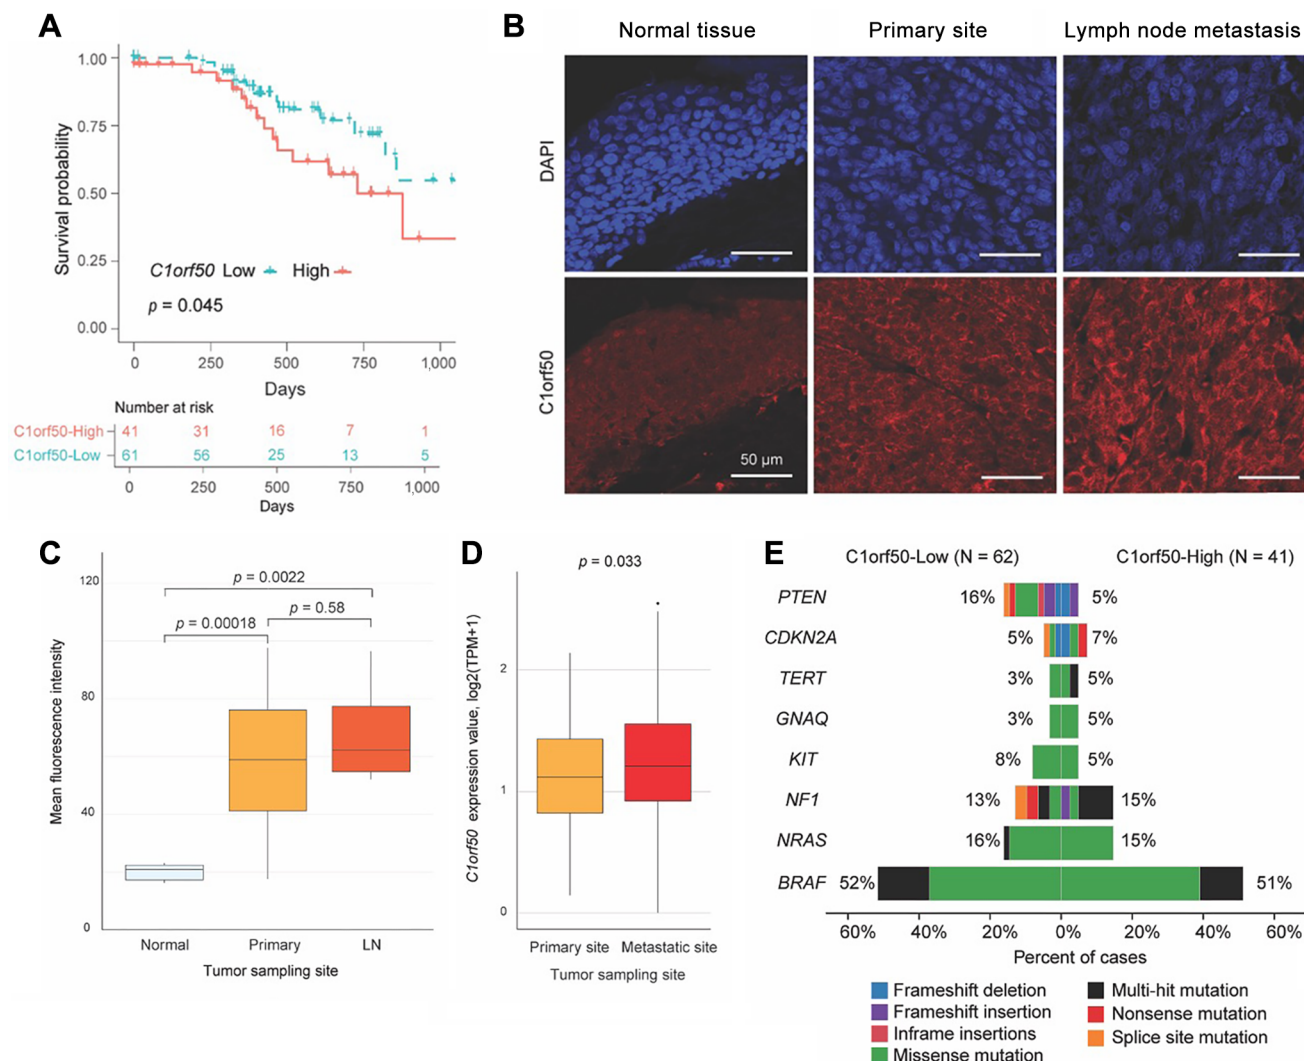 A
1.00
0.75
0.50
0.25
0.00
Survival probability
C1orf50 Low High
p = 0.045
0 250 500 750 1,000
Days
Number at risk
C1orf50-High 41 31 16 7 1
C1orf50-Low 61 56 25 13 5
0 250 500 750 1,000
Days
B
Normal tissue Primary site Lymph node metastasis
DAPI
C1orf50
50 µm
C
120
80
40
0
Mean fluorescence intensity
p = 0.0022
p = 0.58
p = 0.00018
Normal Primary LN
Tumor sampling site
D
p = 0.033
2
1
0
C1orf50 expression value, log2(TPM+1)
Primary site Metastatic site
Tumor sampling site
E
C1orf50-Low (N = 62) C1orf50-High (N = 41)
PTEN 16% 5%
CDKN2A 5% 7%
TERT 3% 5%
GNAQ 3% 5%
KIT 8% 5%
NF1 13% 15%
NRAS 16% 15%
BRAF 52% 51%
60% 40% 20% 0% 20% 40% 60%
Percent of cases
Frameshift deletion
Frameshift insertion
Inframe insertions
Missense mutation
Multi-hit mutation
Nonsense mutation
Splice site mutation